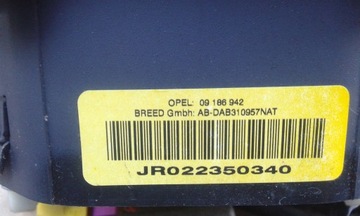 OPEL: 09 186 942
BREED Gmbh: AB-DAB310957NAT
JR022350340